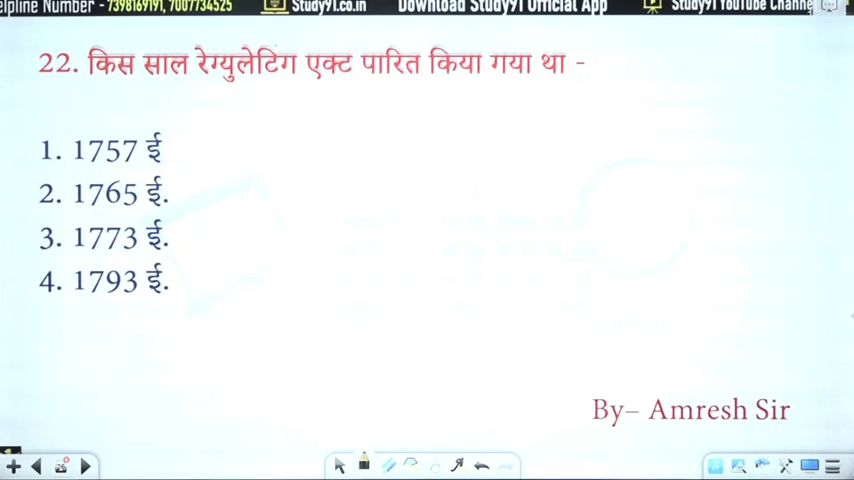 elpline Number - 7398169191, 7007734525 Study91.co.in Download Study91 Official App Study91 YouTube Channe
22. किस साल रेग्युलेटिग एक्ट पारित किया गया था -
1. 1757 ई
2. 1765 ई.
3. 1773 ई.
4. 1793 ई.
By– Amresh Sir
26